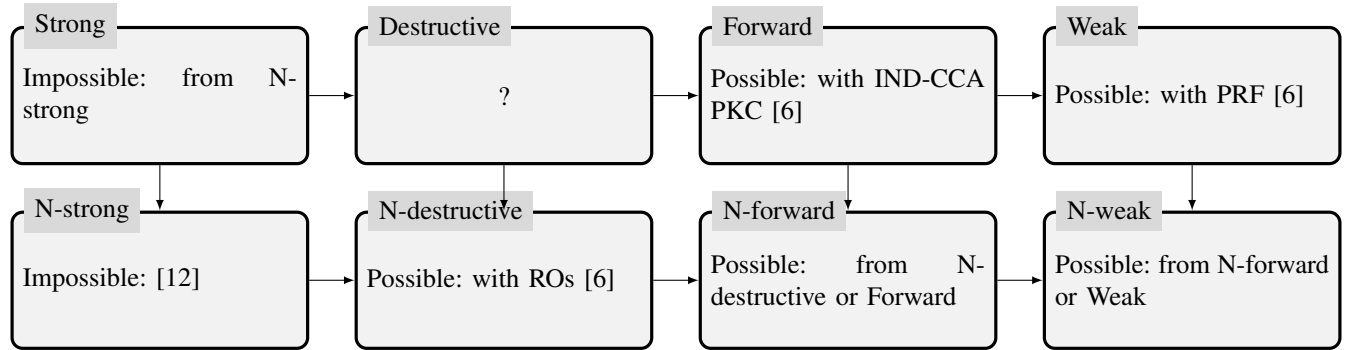 Strong
Impossible: from N-
strong
Destructive
?
Forward
Possible: with IND-CCA
PKC [6]
Weak
Possible: with PRF [6]
N-strong
Impossible: [12]
N-destructive
Possible: with ROs [6]
N-forward
Possible: from N-
destructive or Forward
N-weak
Possible: from N-forward
or Weak